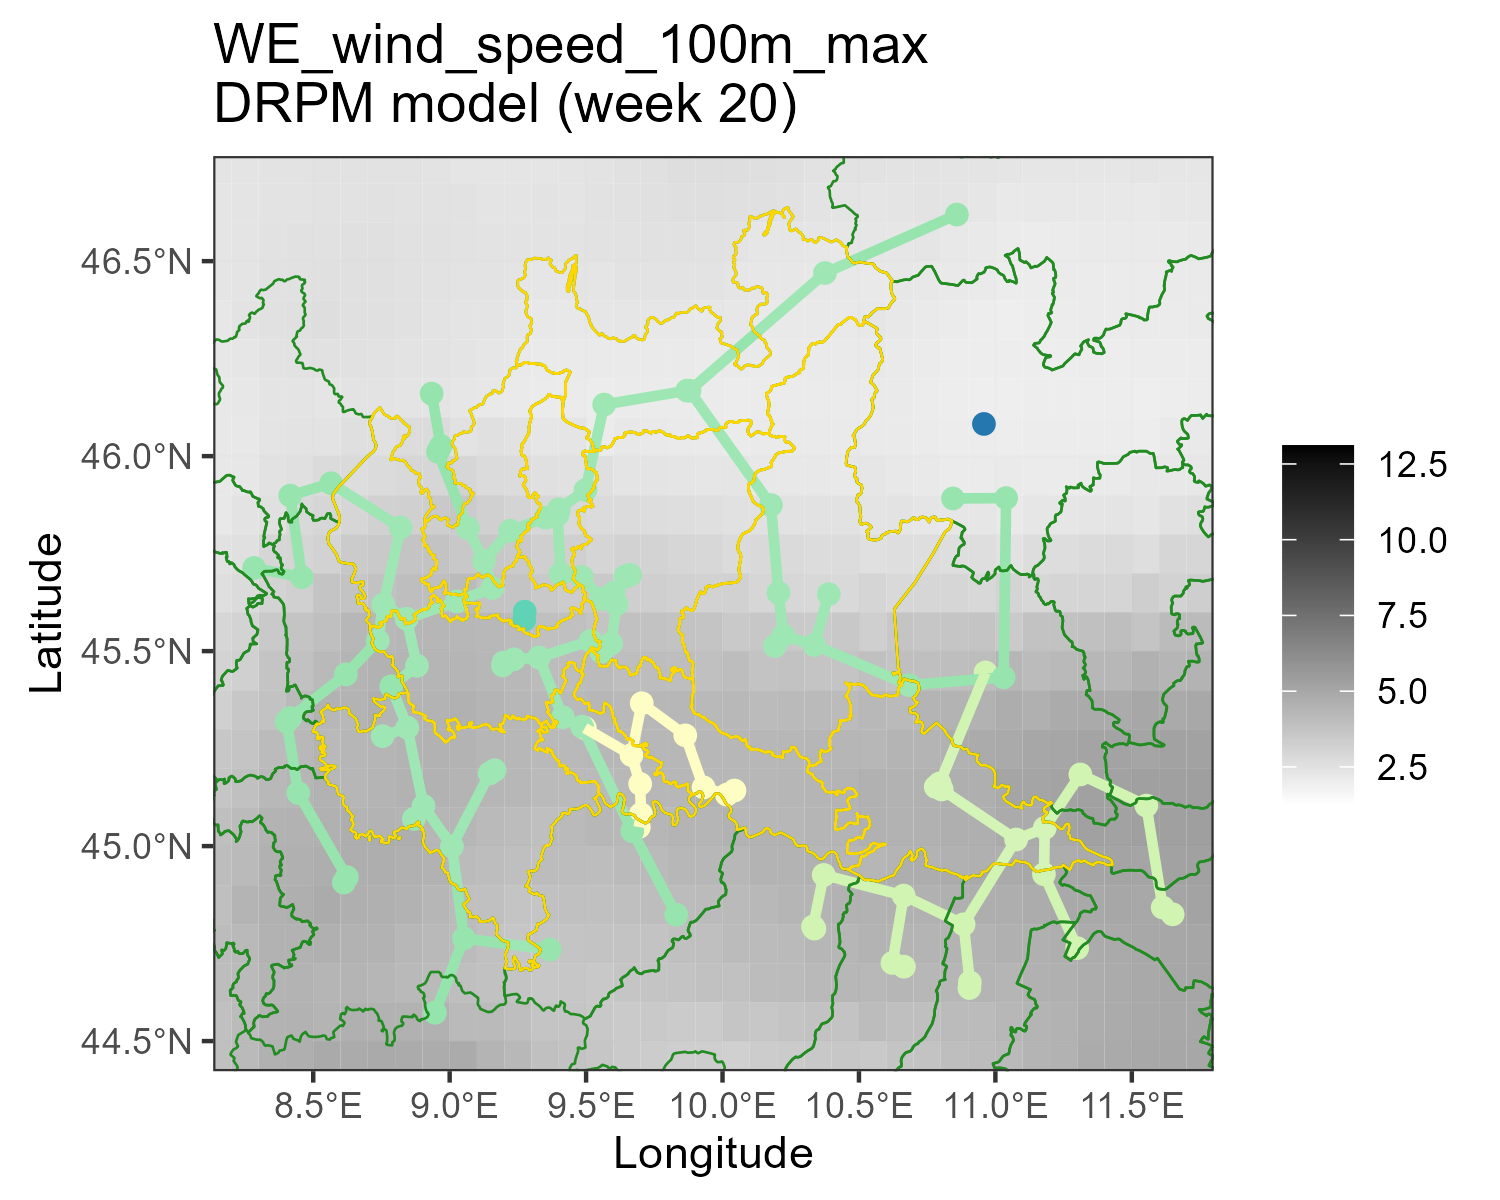 WE_wind_speed_100m_max
DRPM model (week 20)
46.5°N
46.0°N
45.5°N
45.0°N
44.5°N
Latitude
8.5°E
9.0°E
9.5°E
10.0°E
10.5°E
11.0°E
11.5°E
Longitude
12.5
10.0
7.5
5.0
2.5